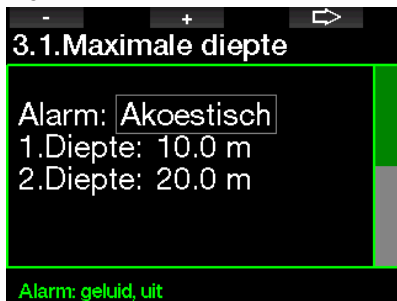 - + ⇨
3.1.Maximale diepte
Alarm: Akoestisch
1.Diepte: 10.0 m
2.Diepte: 20.0 m
Alarm: geluid, uit